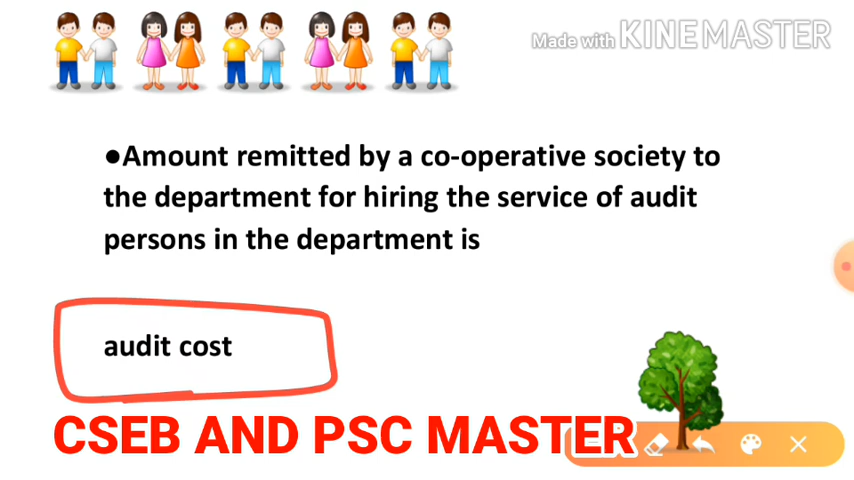 Made with KINEMASTER
●Amount remitted by a co-operative society to
the department for hiring the service of audit
persons in the department is
audit cost
CSEB AND PSC MASTER